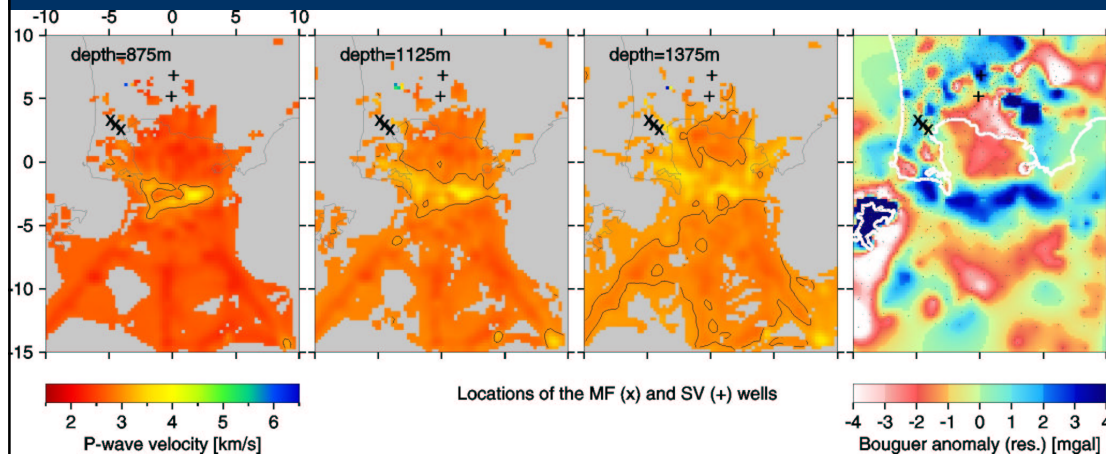 -10 -5 0 5 10
10
5
0
-5
-10
-15
depth=875m
depth=1125m
depth=1375m
Locations of the MF (x) and SV (+) wells
2 3 4 5 6
P-wave velocity [km/s]
-4 -3 -2 -1 0 1 2 3 4
Bouguer anomaly (res.) [mgal]